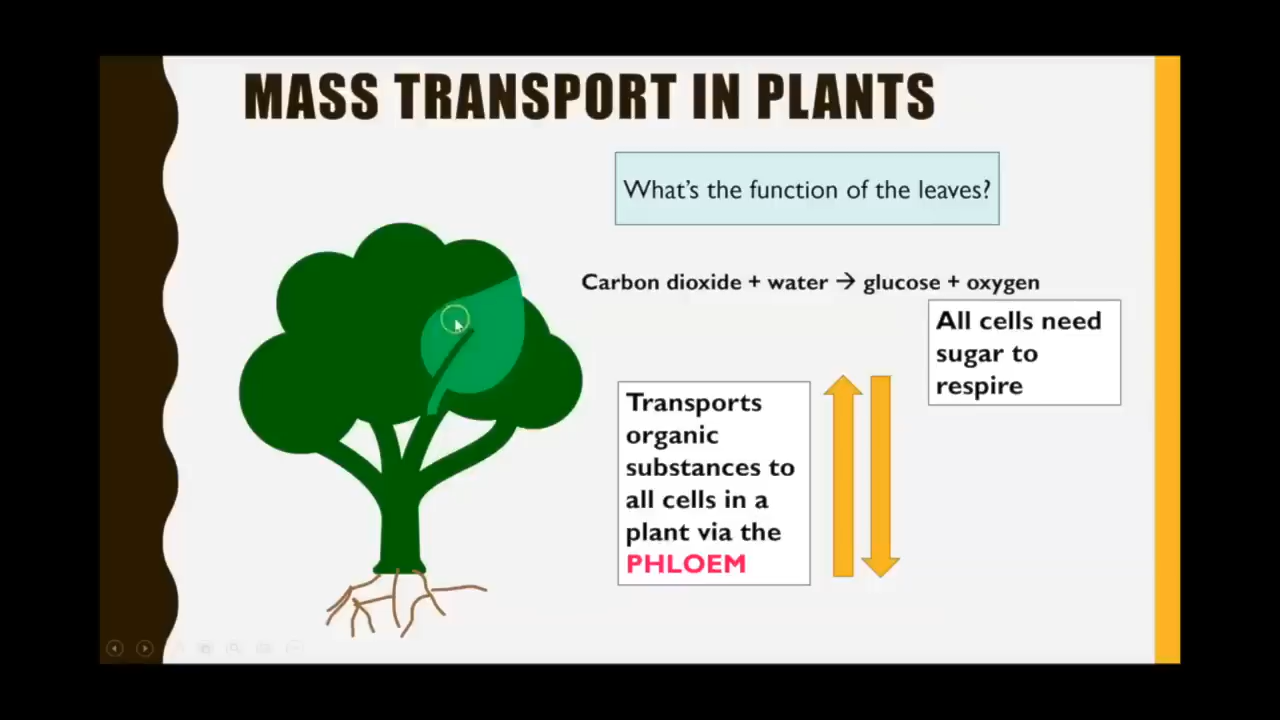 MASS TRANSPORT IN PLANTS
What's the function of the leaves?
Carbon dioxide + water → glucose + oxygen
All cells need
sugar to
respire
Transports
organic
substances to
all cells in a
plant via the
PHLOEM